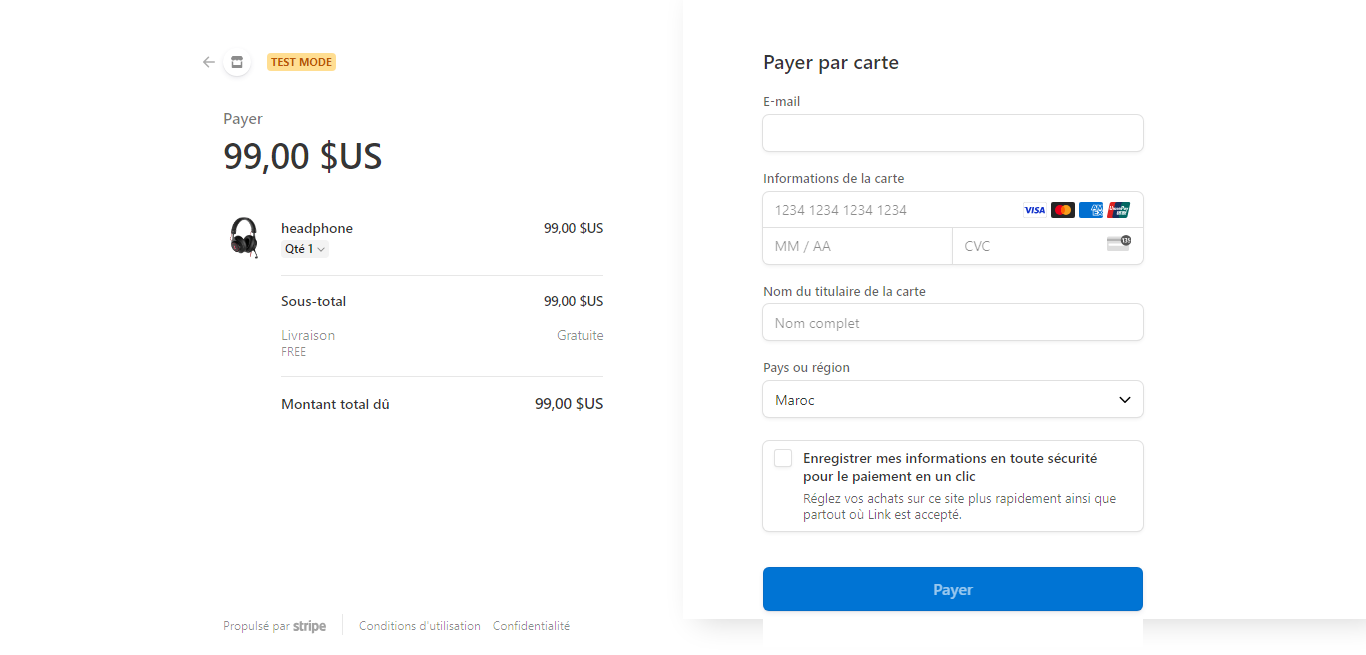 TEST MODE
Payer
99,00 $US
headphone 99,00 $US
Qté 1
Sous-total 99,00 $US
Livraison Gratuite
FREE
Montant total dû 99,00 $US
Propulsé par stripe Conditions d'utilisation Confidentialité
Payer par carte
E-mail
Informations de la carte
1234 1234 1234 1234 VISA AMEX UnionPay
MM / AA CVC 135
Nom du titulaire de la carte
Nom complet
Pays ou région
Maroc
Enregistrer mes informations en toute sécurité
pour le paiement en un clic
Réglez vos achats sur ce site plus rapidement ainsi que
partout où Link est accepté.
Payer